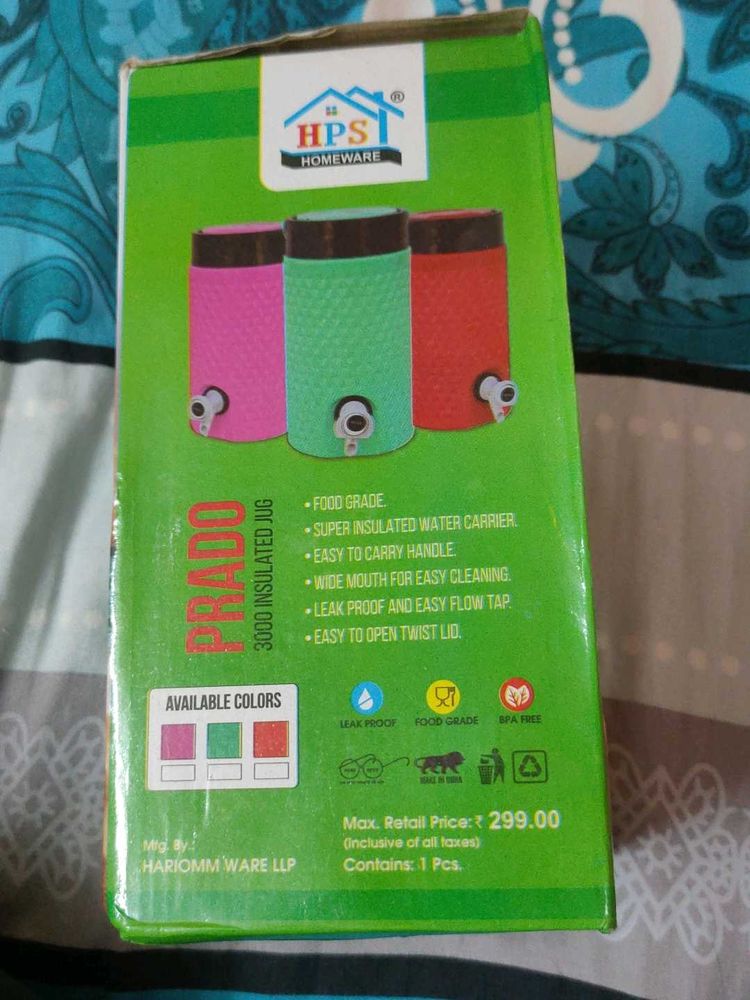 ®
HPS
HOMEWARE
PRADO
3000 INSULATED JUG
• FOOD GRADE.
• SUPER INSULATED WATER CARRIER.
• EASY TO CARRY HANDLE.
• WIDE MOUTH FOR EASY CLEANING.
• LEAK PROOF AND EASY FLOW TAP.
• EASY TO OPEN TWIST LID.
AVAILABLE COLORS
LEAK PROOF
FOOD GRADE
BPA FREE
MAKE IN INDIA
Max. Retail Price: ₹ 299.00
(Inclusive of all taxes)
Contains: 1 Pcs.
Mfg. By.:
HARIOMM WARE LLP